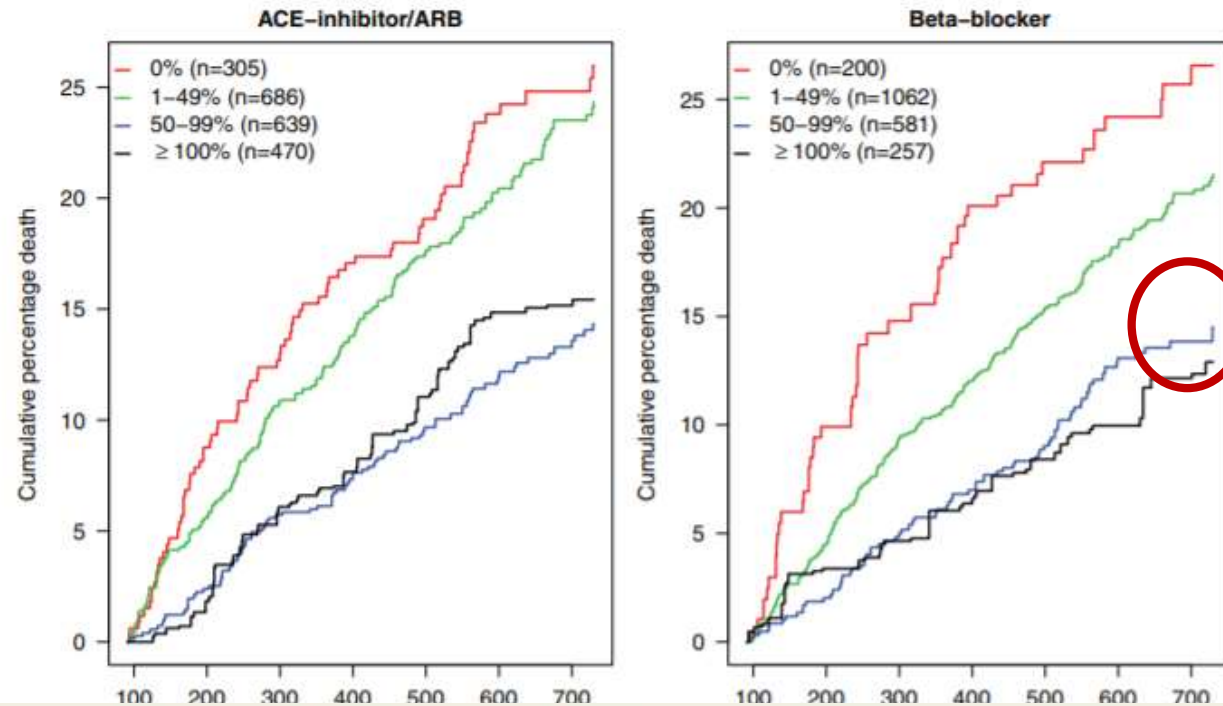 ACE-inhibitor/ARB
0% (n=305)
1-49% (n=686)
50-99% (n=639)
≥100% (n=470)
Cumulative percentage death
25
20
15
10
5
0
100 200 300 400 500 600 700
Beta-blocker
0% (n=200)
1-49% (n=1062)
50-99% (n=581)
≥100% (n=257)
Cumulative percentage death
25
20
15
10
5
0
100 200 300 400 500 600 700